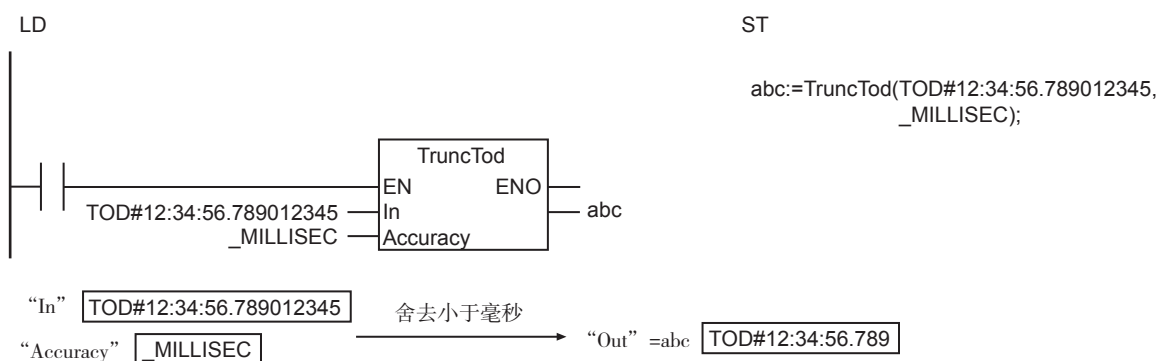 LD
ST
abc:=TruncTod(TOD#12:34:56.789012345,
_MILLISEC);
TruncTod
EN ENO
TOD#12:34:56.789012345 In abc
_MILLISEC Accuracy
“In” TOD#12:34:56.789012345
舍去小于毫秒
“Out” =abc TOD#12:34:56.789
“Accuracy” _MILLISEC